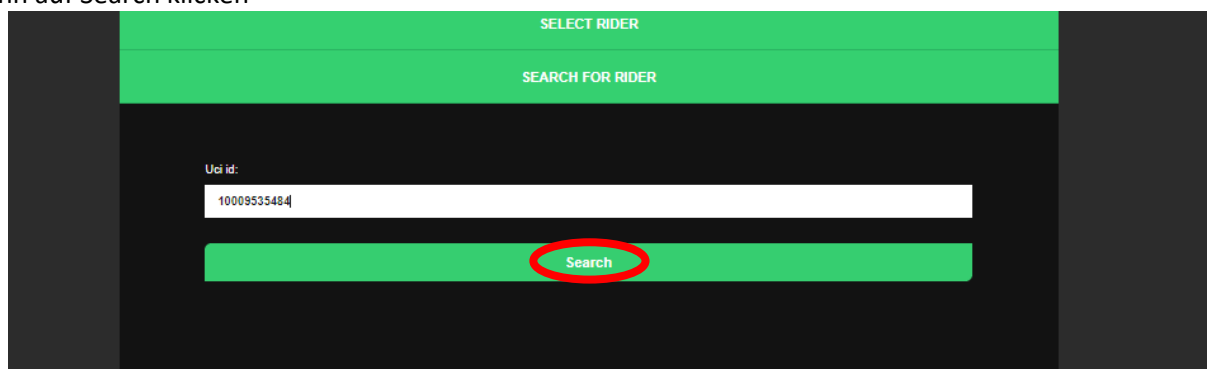 auf Search klicken
SELECT RIDER
SEARCH FOR RIDER
Uci id:
10009535484
Search